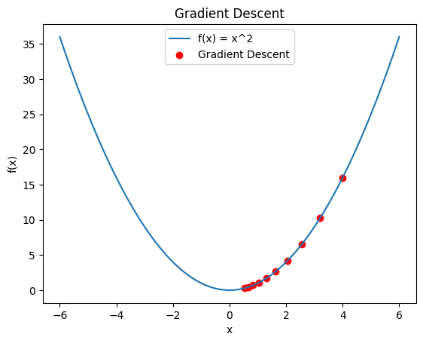 Gradient Descent
f(x) = x^2
Gradient Descent
35
30
25
20
15
10
5
0
f(x)
−6 −4 −2 0 2 4 6
x